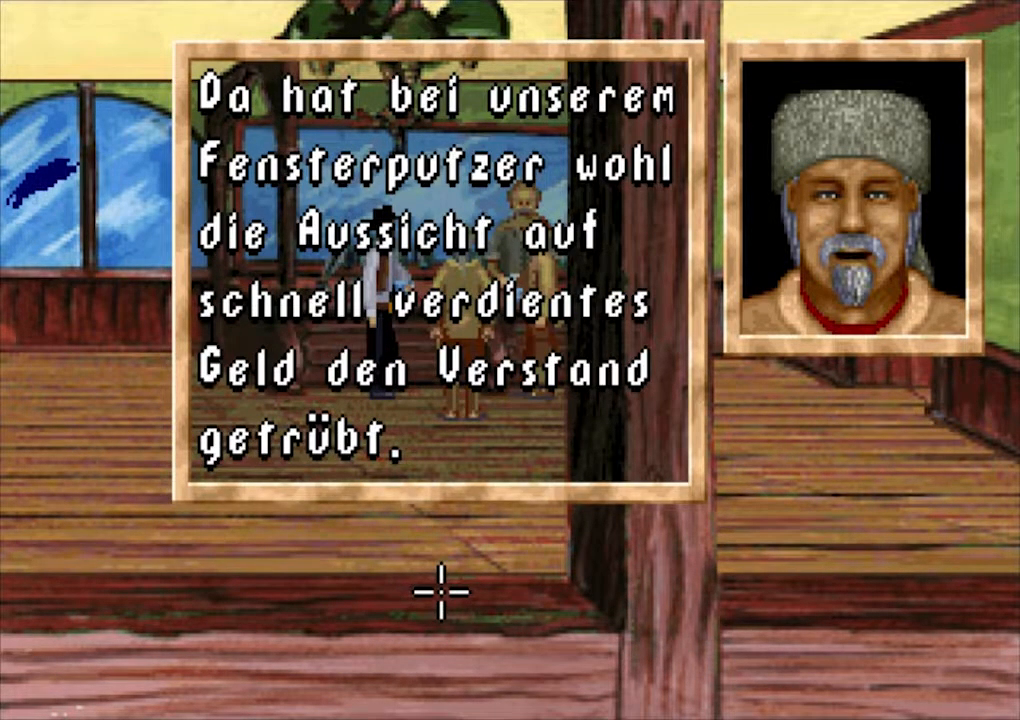 Da hat bei unserem
Fensterputzer wohl
die Aussicht auf
schnell verdientes
Geld den Verstand
getrübt.